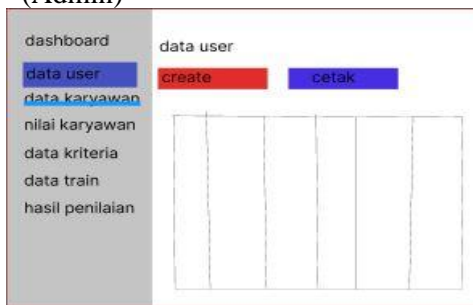 (Admin)
dashboard
data user
data karyawan
nilai karyawan
data kriteria
data train
hasil penilaian
data user
create
cetak